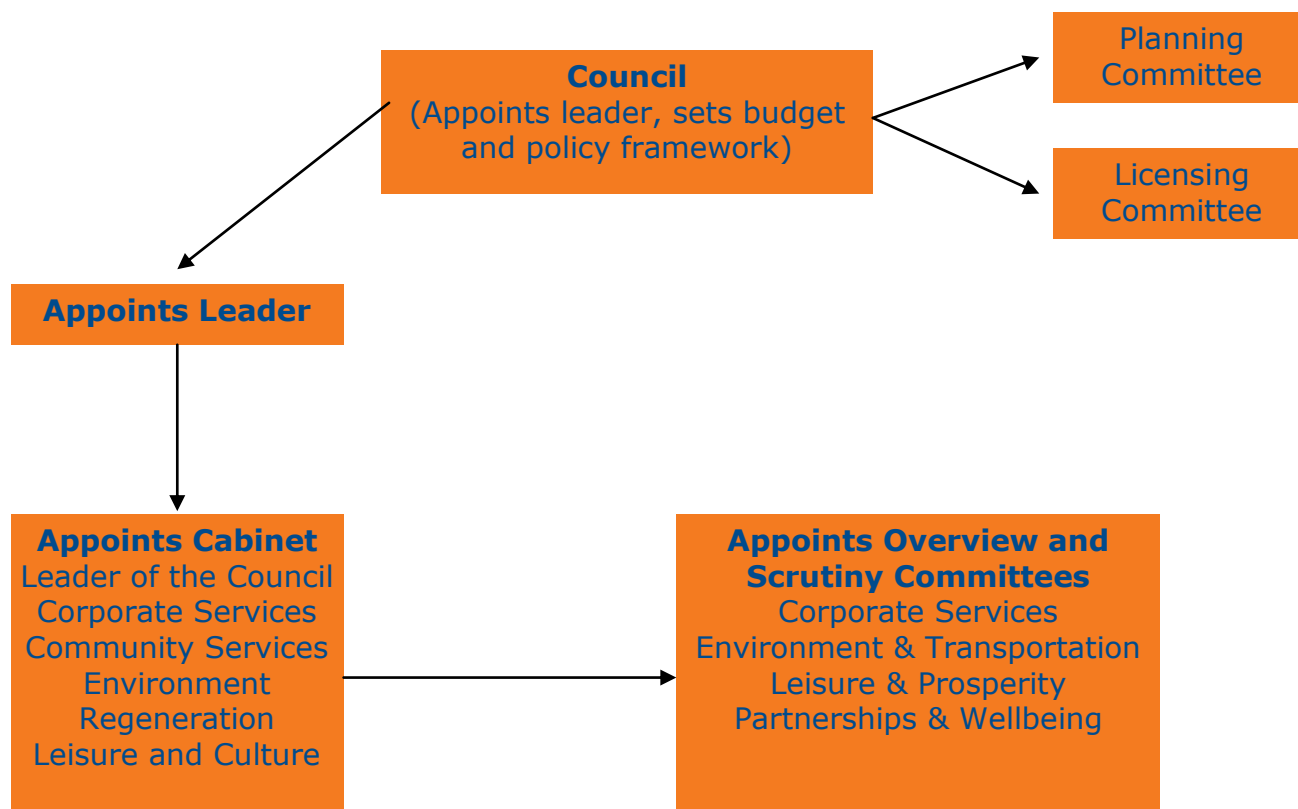 Council
(Appoints leader, sets budget
and policy framework)
Planning
Committee
Licensing
Committee
Appoints Leader
Appoints Cabinet
Leader of the Council
Corporate Services
Community Services
Environment
Regeneration
Leisure and Culture
Appoints Overview and
Scrutiny Committees
Corporate Services
Environment & Transportation
Leisure & Prosperity
Partnerships & Wellbeing